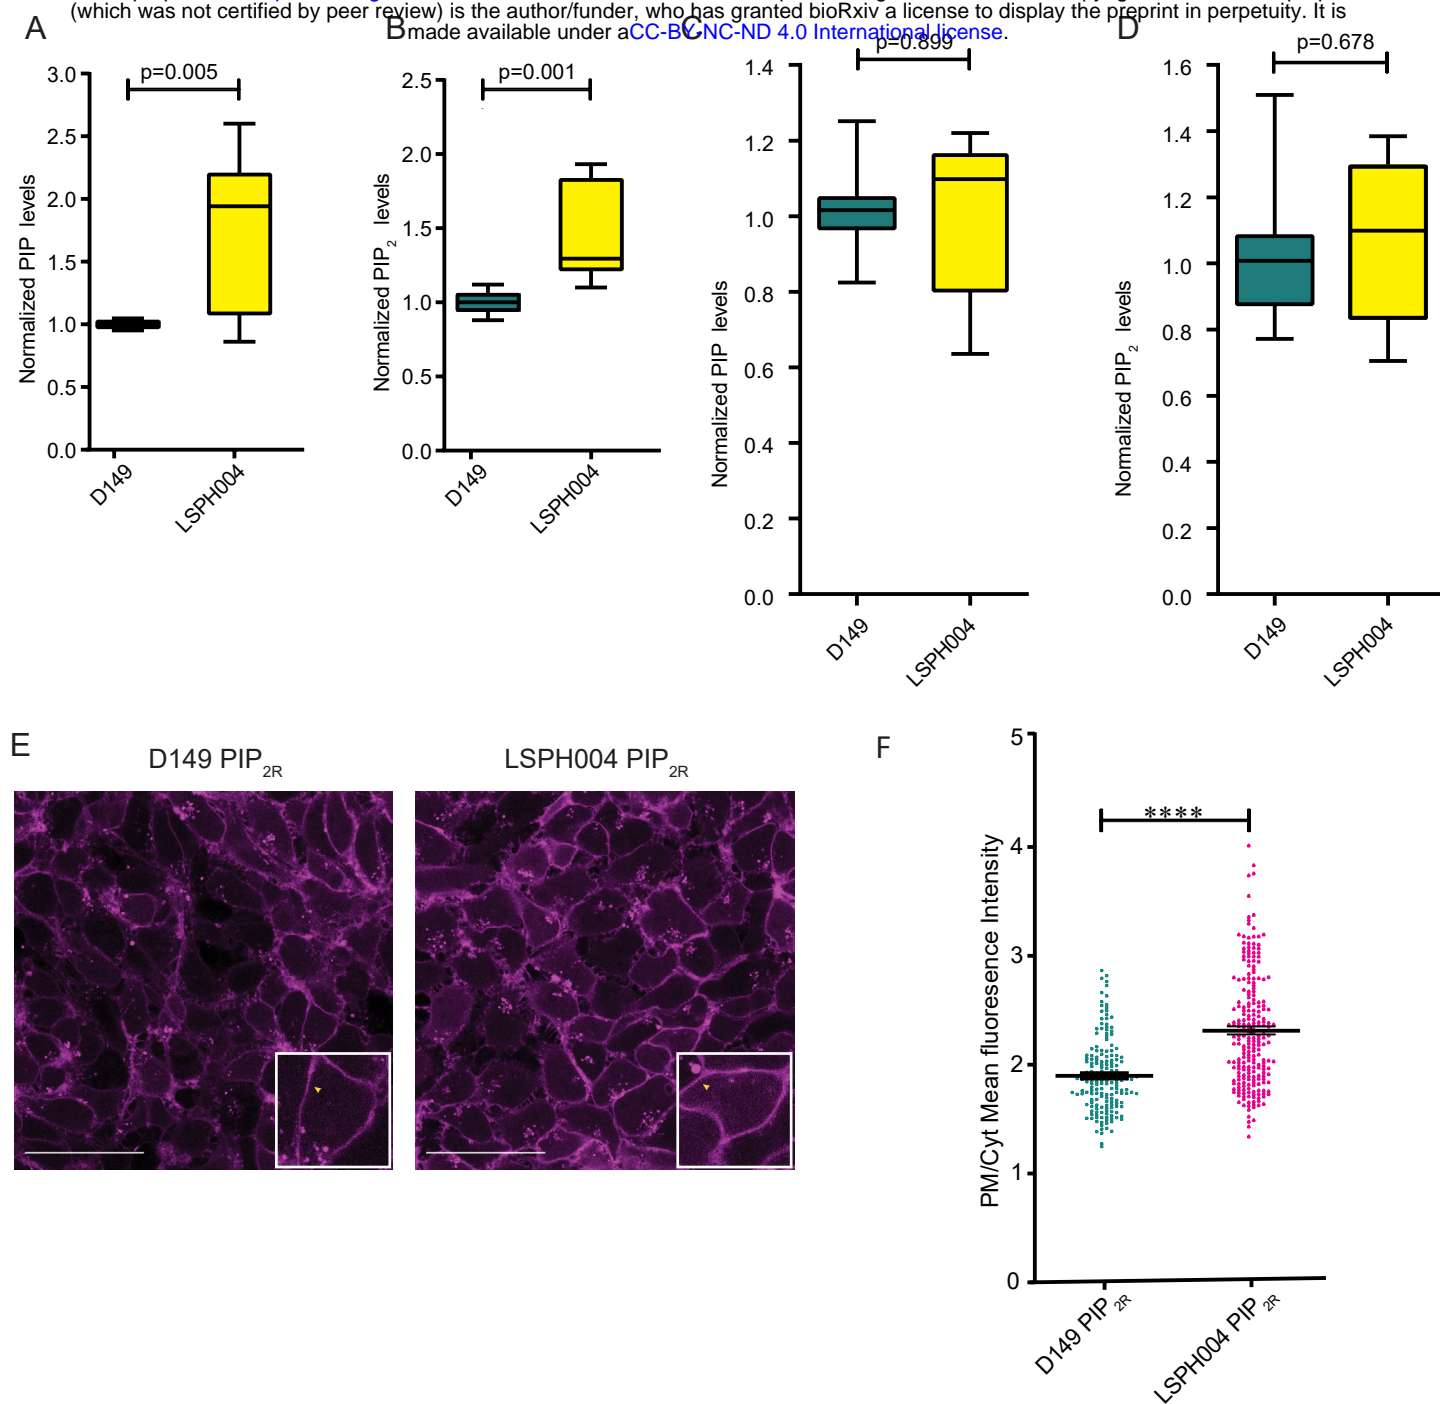 (which was not certified by peer review) is the author/funder, who has granted bioRxiv a license to display the preprint in perpetuity. It is
made available under aCC-BY-NC-ND 4.0 International license.
A
p=0.005
3.0
2.5
2.0
1.5
1.0
0.5
0.0
Normalized PIP levels
D149
LSPH004
B
p=0.001
2.5
2.0
1.5
1.0
0.5
0.0
Normalized PIP2 levels
D149
LSPH004
C
p=0.899
1.4
1.2
1.0
0.8
0.6
0.4
0.2
0.0
Normalized PIP levels
D149
LSPH004
D
p=0.678
1.6
1.4
1.2
1.0
0.8
0.6
0.4
0.2
0.0
Normalized PIP2 levels
D149
LSPH004
E
D149 PIP2R
LSPH004 PIP2R
F
5
4
3
2
1
0
****
PM/Cyt Mean fluoresence Intensity
D149 PIP2R
LSPH004 PIP2R